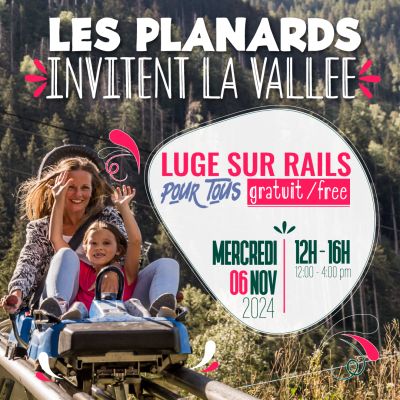 LES PLANARDS
INVITENT LA VALLEE
LUGE SUR RAILS
POUR TOUS gratuit/free
MERCREDI
06 NOV
2024
12H - 16H
12:00 - 4:00 pm